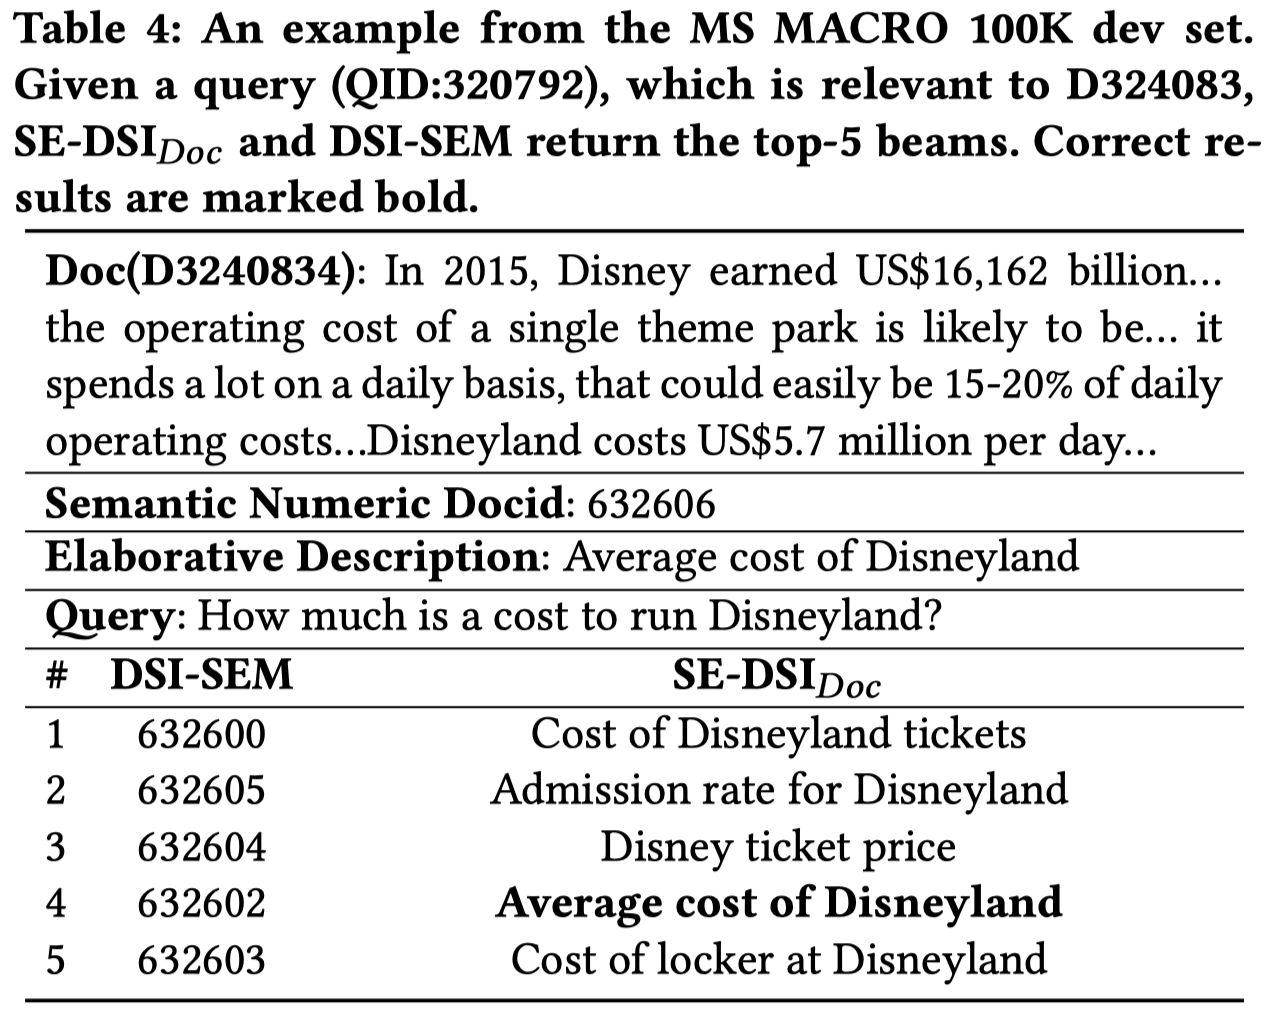 Table 4: An example from the MS MACRO 100K dev set.
Given a query (QID:320792), which is relevant to D324083,
SE-DSI_Doc and DSI-SEM return the top-5 beams. Correct re-
sults are marked bold.
Doc(D3240834): In 2015, Disney earned US$16,162 billion...
the operating cost of a single theme park is likely to be... it
spends a lot on a daily basis, that could easily be 15-20% of daily
operating costs...Disneyland costs US$5.7 million per day...
Semantic Numeric Docid: 632606
Elaborative Description: Average cost of Disneyland
Query: How much is a cost to run Disneyland?
# DSI-SEM SE-DSI_Doc
1 632600 Cost of Disneyland tickets
2 632605 Admission rate for Disneyland
3 632604 Disney ticket price
4 632602 Average cost of Disneyland
5 632603 Cost of locker at Disneyland